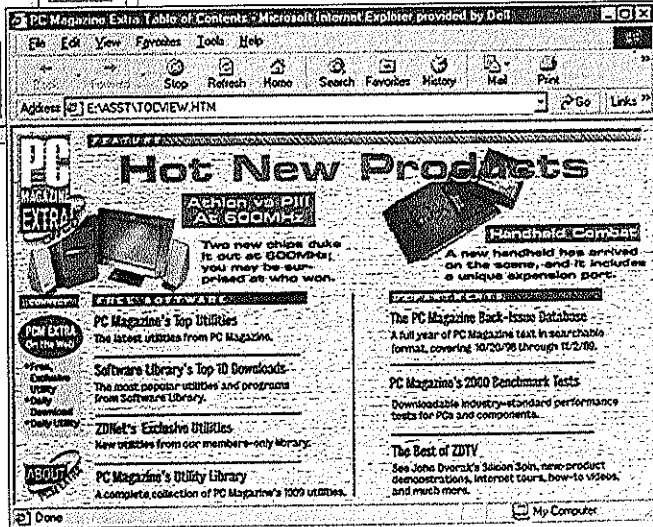 PC Magazine Extra Table of Contents - Microsoft Internet Explorer provided by Dell
File Edit View Favorites Tools Help
Stop Refresh Home Search Favorites History Mail Print
Address E:\ASST\TOCVIEW.HTM Go Links
FEATURE
PC
MAGAZINE
EXTRA!
Hot New Products
Athlon vs PIII
At 600MHz
Two new chips duke
it out at 600MHz;
you may be sur-
prised at who won.
Handheld Combat
A new handheld has arrived
on the scene, and it includes
a unique expansion port.
CONNECT
PCM EXTRA
On the Web
Free,
Exclusive
Utility
Daily
Download
Daily Utility
ABOUT
FREE SOFTWARE
PC Magazine's Top Utilities
The latest utilities from PC Magazine.
Software Library's Top 10 Downloads
The most popular utilities and programs
from Software Library.
ZDNet's Exclusive Utilities
New utilities from our members-only library.
PC Magazine's Utility Library
A complete collection of PC Magazine's 1999 utilities.
The PC Magazine Back-Issue Database
A full year of PC Magazine text in searchable
format, covering 10/20/98 through 11/2/99.
PC Magazine's 2000 Benchmark Tests
Downloadable industry-standard performance
tests for PCs and components.
The Best of ZDTV
See John Dvorak's Silicon Spin, new-product
demonstrations, Internet tours, how-to videos,
and much more.
Done My Computer